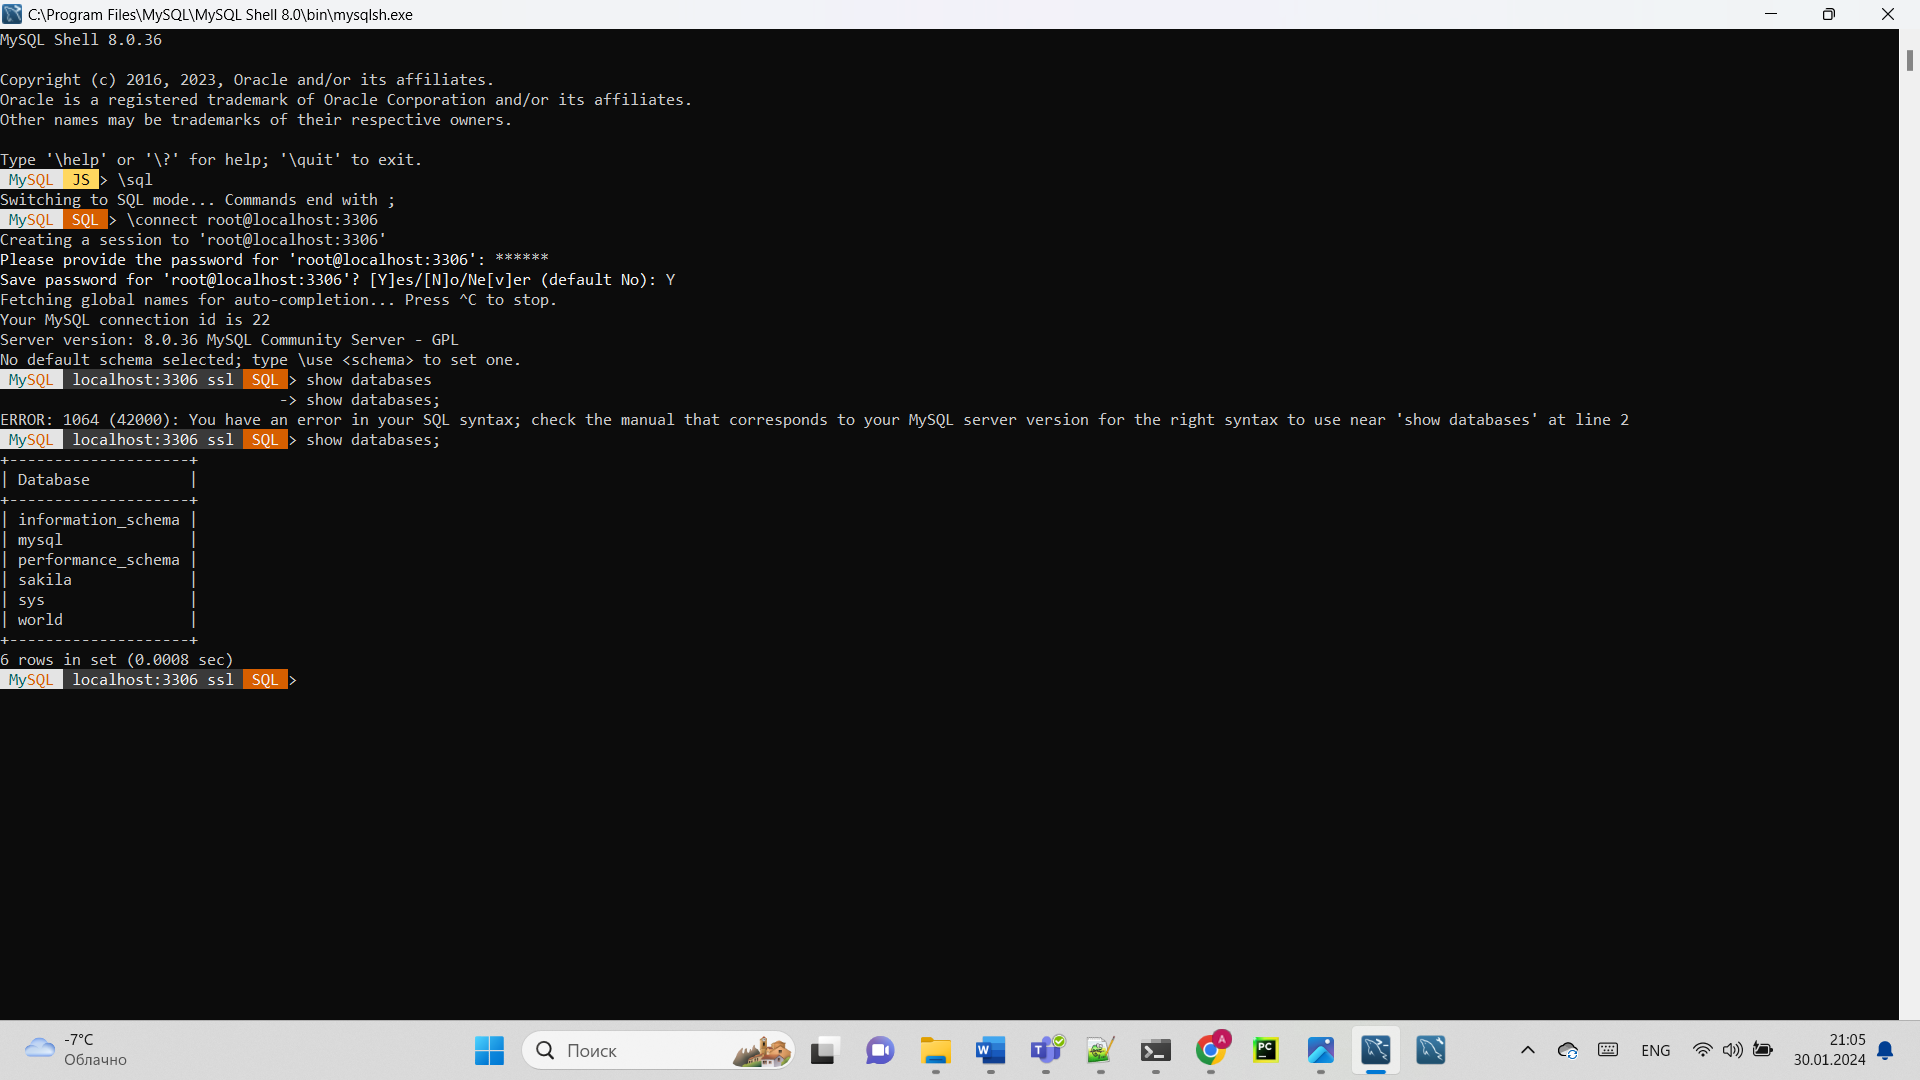 C:\Program Files\MySQL\MySQL Shell 8.0\bin\mysqlsh.exe
MySQL Shell 8.0.36
Copyright (c) 2016, 2023, Oracle and/or its affiliates.
Oracle is a registered trademark of Oracle Corporation and/or its affiliates.
Other names may be trademarks of their respective owners.
Type '\help' or '\?' for help; '\quit' to exit.
MySQL JS > \sql
Switching to SQL mode... Commands end with ;
MySQL SQL > \connect root@localhost:3306
Creating a session to 'root@localhost:3306'
Please provide the password for 'root@localhost:3306': ******
Save password for 'root@localhost:3306'? [Y]es/[N]o/Ne[v]er (default No): Y
Fetching global names for auto-completion... Press ^C to stop.
Your MySQL connection id is 22
Server version: 8.0.36 MySQL Community Server - GPL
No default schema selected; type \use <schema> to set one.
MySQL localhost:3306 ssl SQL > show databases
-> show databases;
ERROR: 1064 (42000): You have an error in your SQL syntax; check the manual that corresponds to your MySQL server version for the right syntax to use near 'show databases' at line 2
MySQL localhost:3306 ssl SQL > show databases;
+--------------------+
| Database           |
+--------------------+
| information_schema |
| mysql              |
| performance_schema |
| sakila             |
| sys                |
| world              |
+--------------------+
6 rows in set (0.0008 sec)
MySQL localhost:3306 ssl SQL >
-7°C
Облачно
Поиск
W
T
A
PC
ENG
21:05
30.01.2024